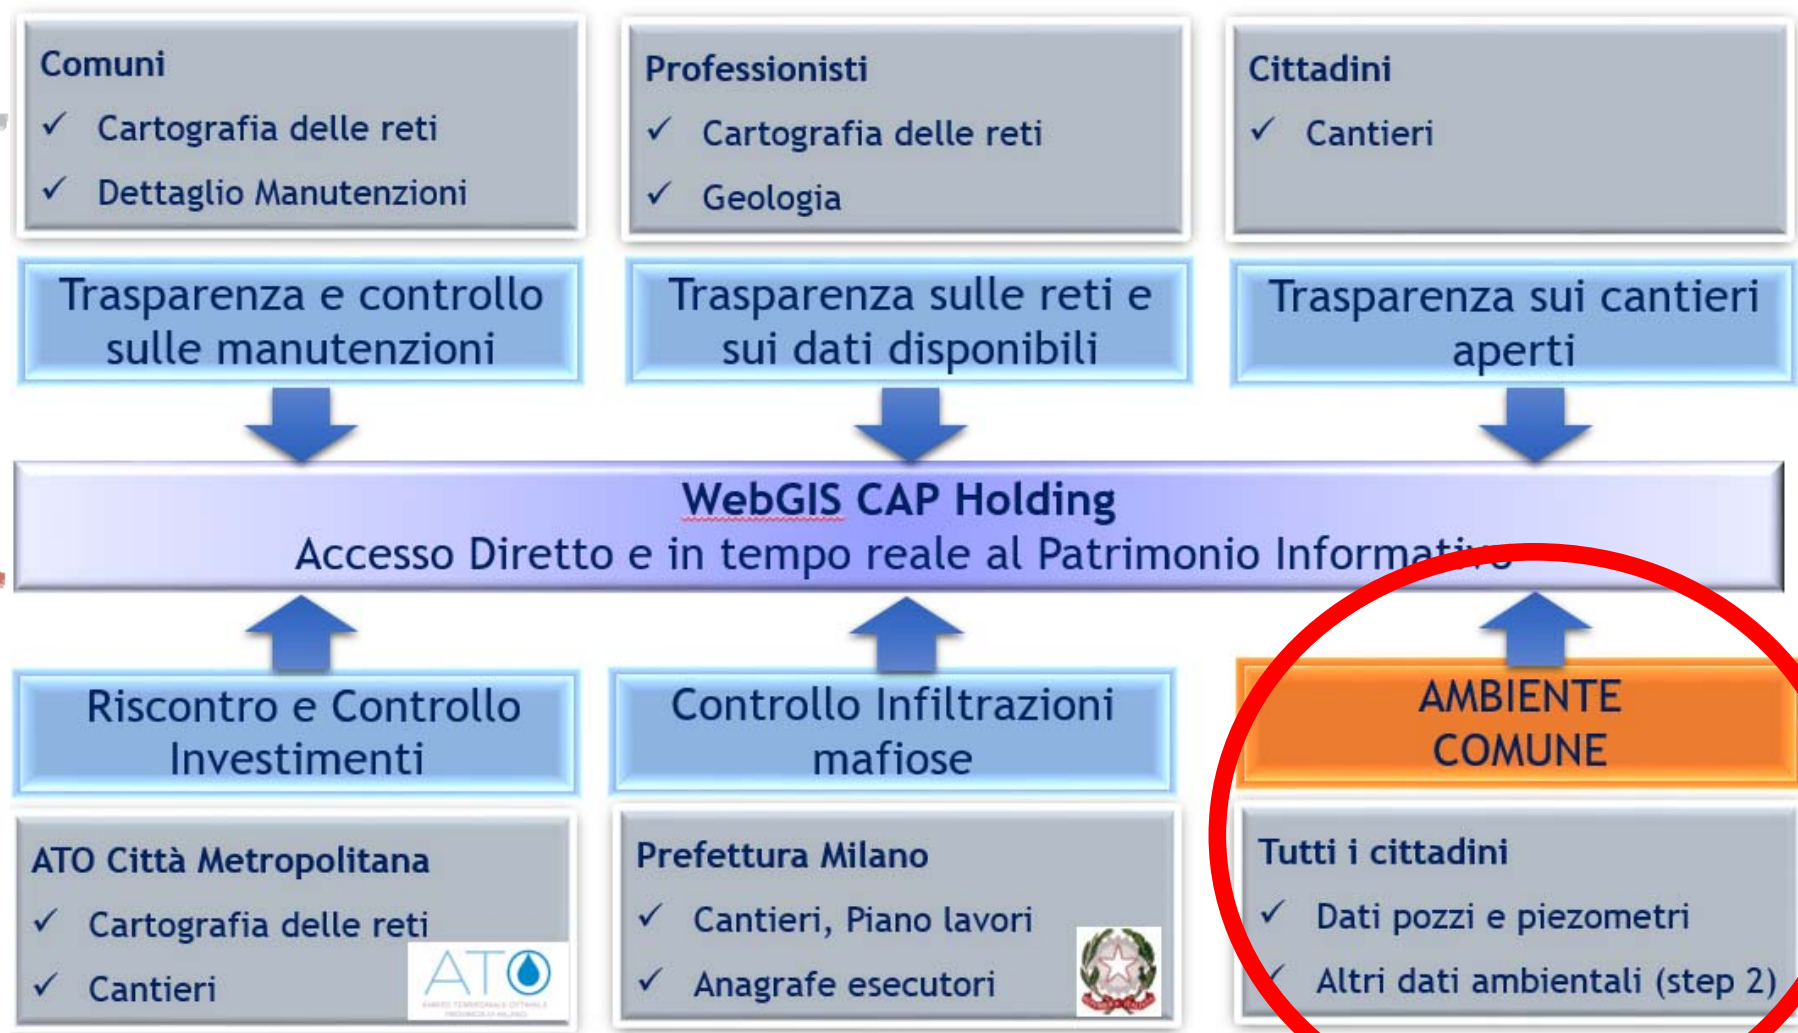 Comuni
✓ Cartografia delle reti
✓ Dettaglio Manutenzioni
Professionisti
✓ Cartografia delle reti
✓ Geologia
Cittadini
✓ Cantieri
Trasparenza e controllo
sulle manutenzioni
Trasparenza sulle reti e
sui dati disponibili
Trasparenza sui cantieri
aperti
WebGIS CAP Holding
Accesso Diretto e in tempo reale al Patrimonio Informativo
Riscontro e Controllo
Investimenti
Controllo Infiltrazioni
mafiose
AMBIENTE
COMUNE
ATO Città Metropolitana
✓ Cartografia delle reti
✓ Cantieri
ATO
Prefettura Milano
✓ Cantieri, Piano lavori
✓ Anagrafe esecutori
Tutti i cittadini
✓ Dati pozzi e piezometri
✓ Altri dati ambientali (step 2)